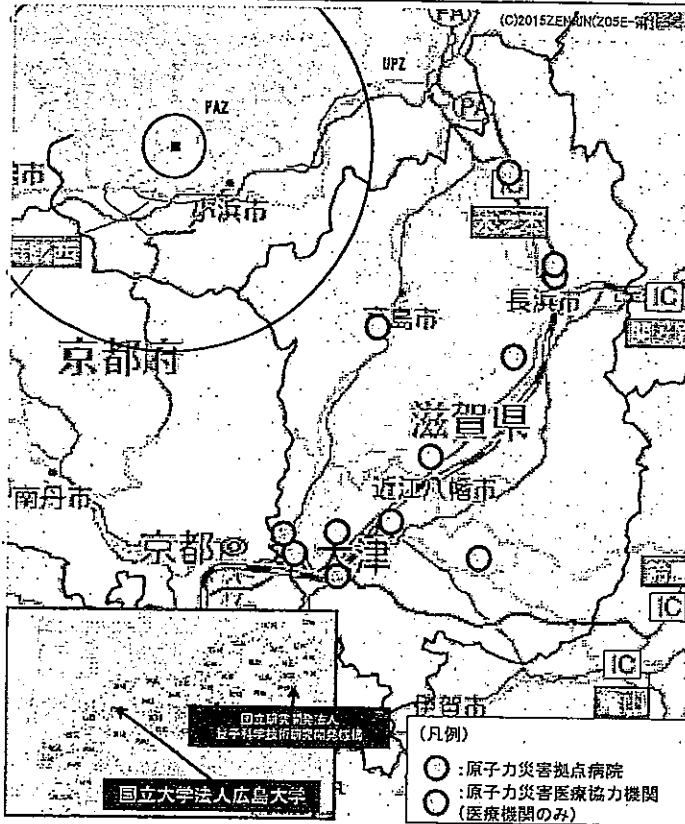 (C)2015ZENRIN(Z05E-第
UPZ
PA
PAZ
小浜市
長浜市
IC
高島市
京都府
滋賀県
近江八幡市
南丹市
京都
大津
IC
IC
伊賀市
国立研究開発法人
量子科学技術研究開発機構
国立大学法人広島大学
(凡例)
:原子力災害拠点病院
:原子力災害医療協力機関
(医療機関のみ)